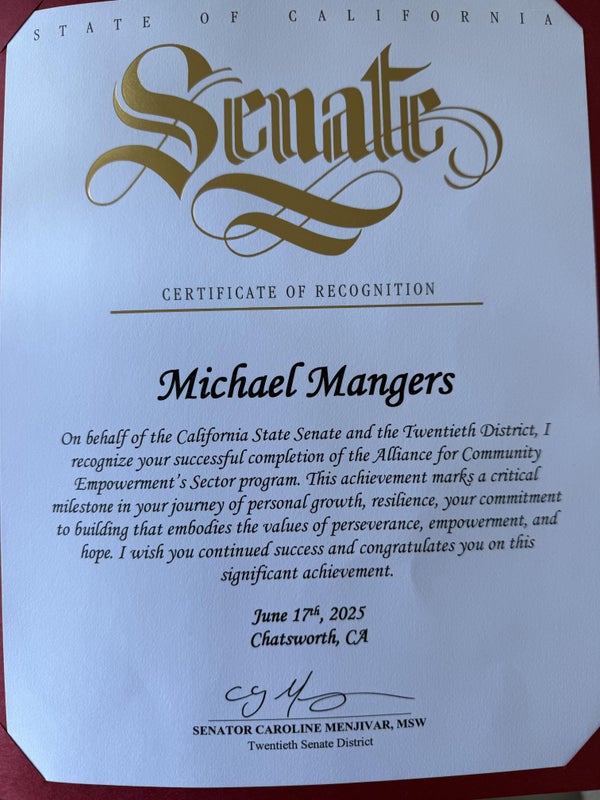 STATE OF CALIFORNIA
Senate
CERTIFICATE OF RECOGNITION
Michael Mangers
On behalf of the California State Senate and the Twentieth District, I
recognize your successful completion of the Alliance for Community
Empowerment's Sector program. This achievement marks a critical
milestone in your journey of personal growth, resilience, your commitment
to building that embodies the values of perseverance, empowerment, and
hope. I wish you continued success and congratulates you on this
significant achievement.
June 17th, 2025
Chatsworth, CA
SENATOR CAROLINE MENJIVAR, MSW
Twentieth Senate District